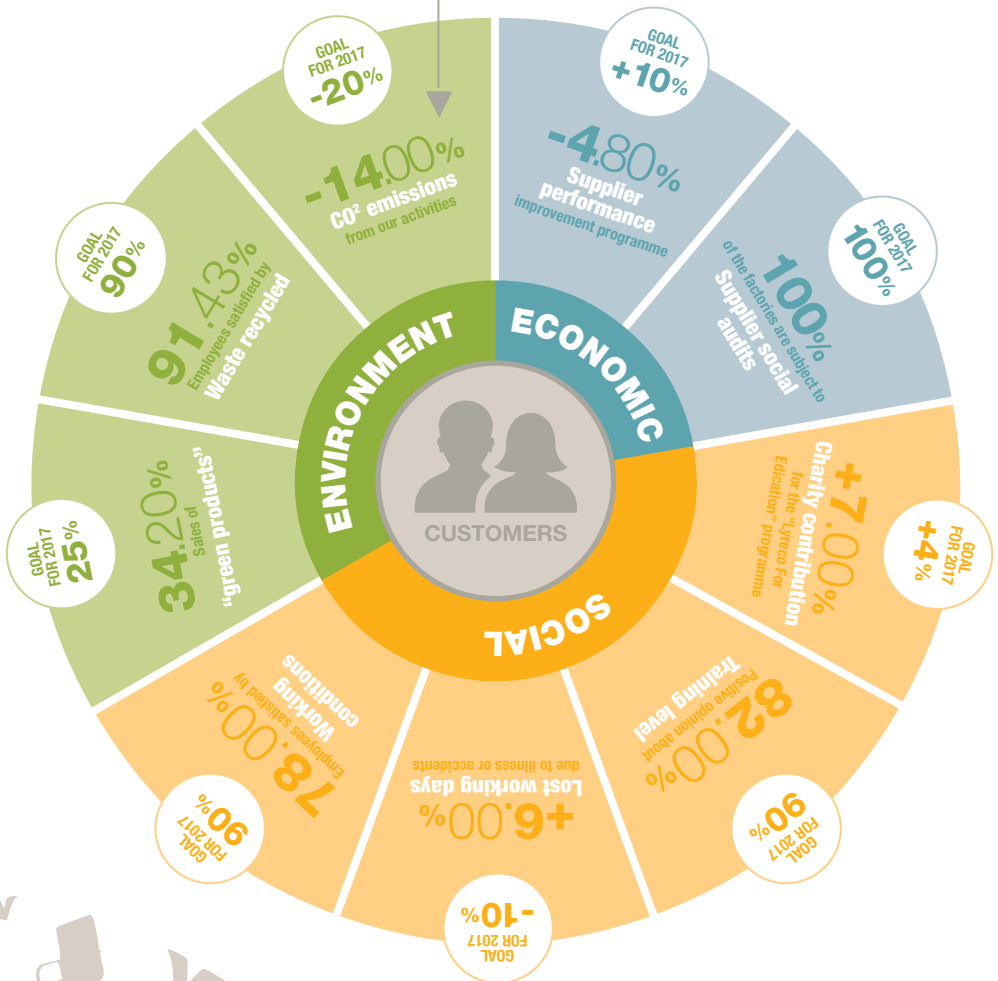 GOAL
FOR 2017
-20%
-14.00%
CO² emissions
from our activities
GOAL
FOR 2017
+10%
-4.80%
Supplier
performance
improvement programme
GOAL
FOR 2017
100%
100%
of the factories are subject to
Supplier social
audits
GOAL
FOR 2017
+4%
+7.00%
Charity contribution
for the "Lyreco For
Edication" programme
GOAL
FOR 2017
90%
82.00%
Positive opinion about
Training level
GOAL
FOR 2017
-10%
+6.00%
Lost working days
due to illness or accidents
GOAL
FOR 2017
90%
78.00%
Employees satisfied by
Working
conditions
GOAL
FOR 2017
25%
34.20%
Sales of
"green products"
GOAL
FOR 2017
90%
91.43%
Employees satisfied by
Waste recycled
ENVIRONMENT
ECONOMIC
SOCIAL
CUSTOMERS